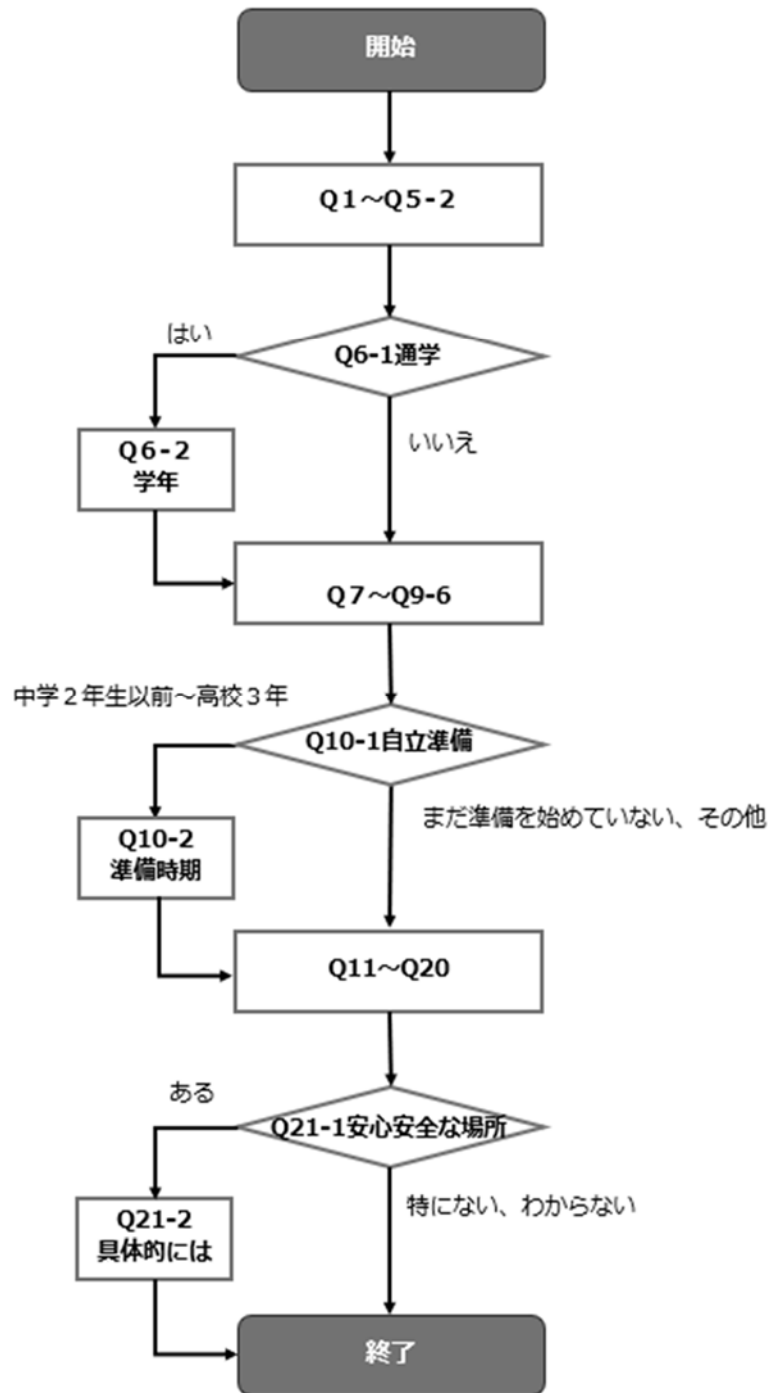 開始
Q1～Q5-2
Q6-1通学
はい
いいえ
Q6-2
学年
Q7～Q9-6
中学２年生以前～高校３年
Q10-1自立準備
まだ準備を始めていない、その他
Q10-2
準備時期
Q11～Q20
ある
Q21-1安心安全な場所
特にない、わからない
Q21-2
具体的には
終了